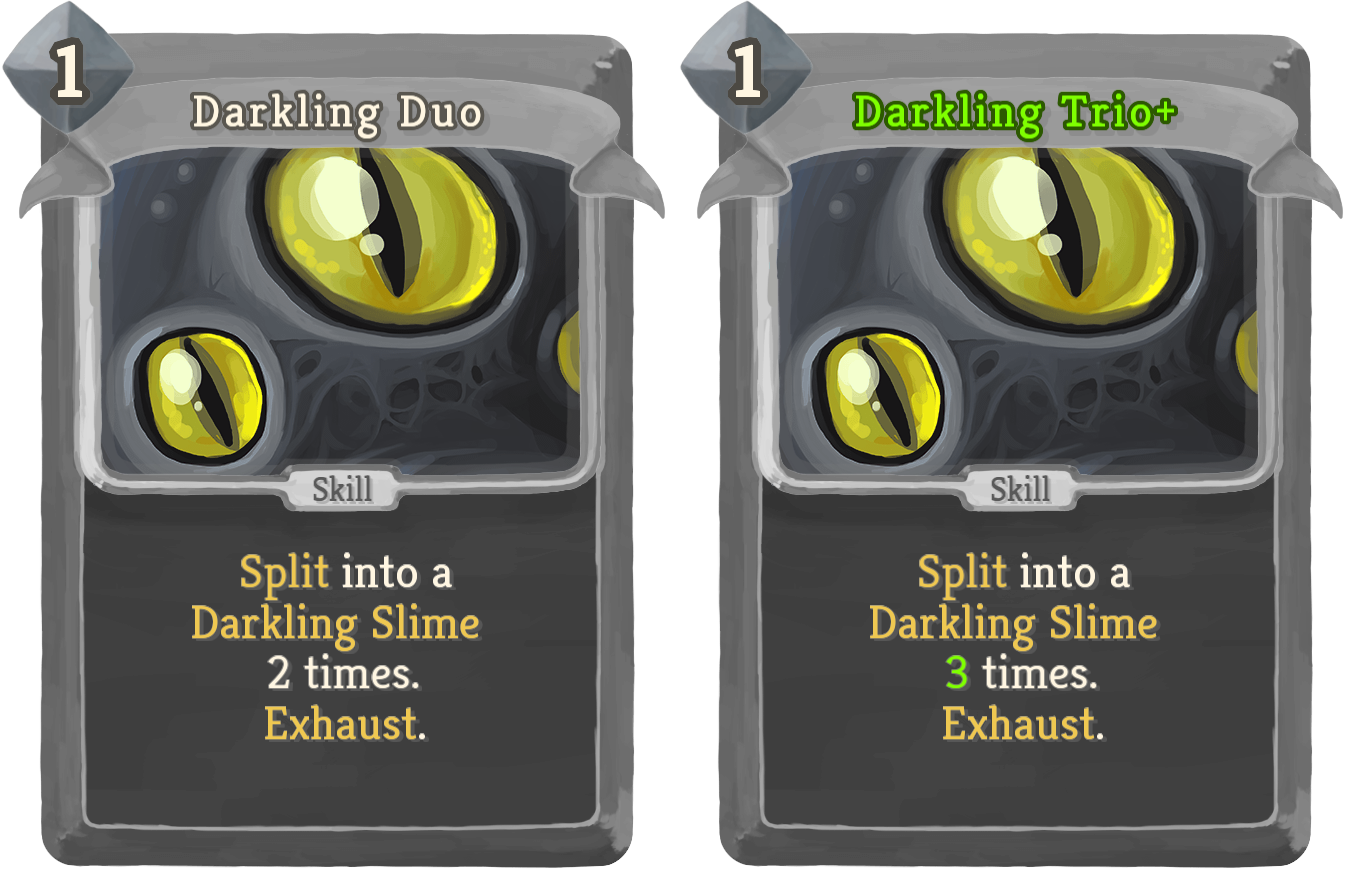 1
Darkling Duo
Skill
Split into a
Darkling Slime
2 times.
Exhaust.
1
Darkling Trio+
Skill
Split into a
Darkling Slime
3 times.
Exhaust.